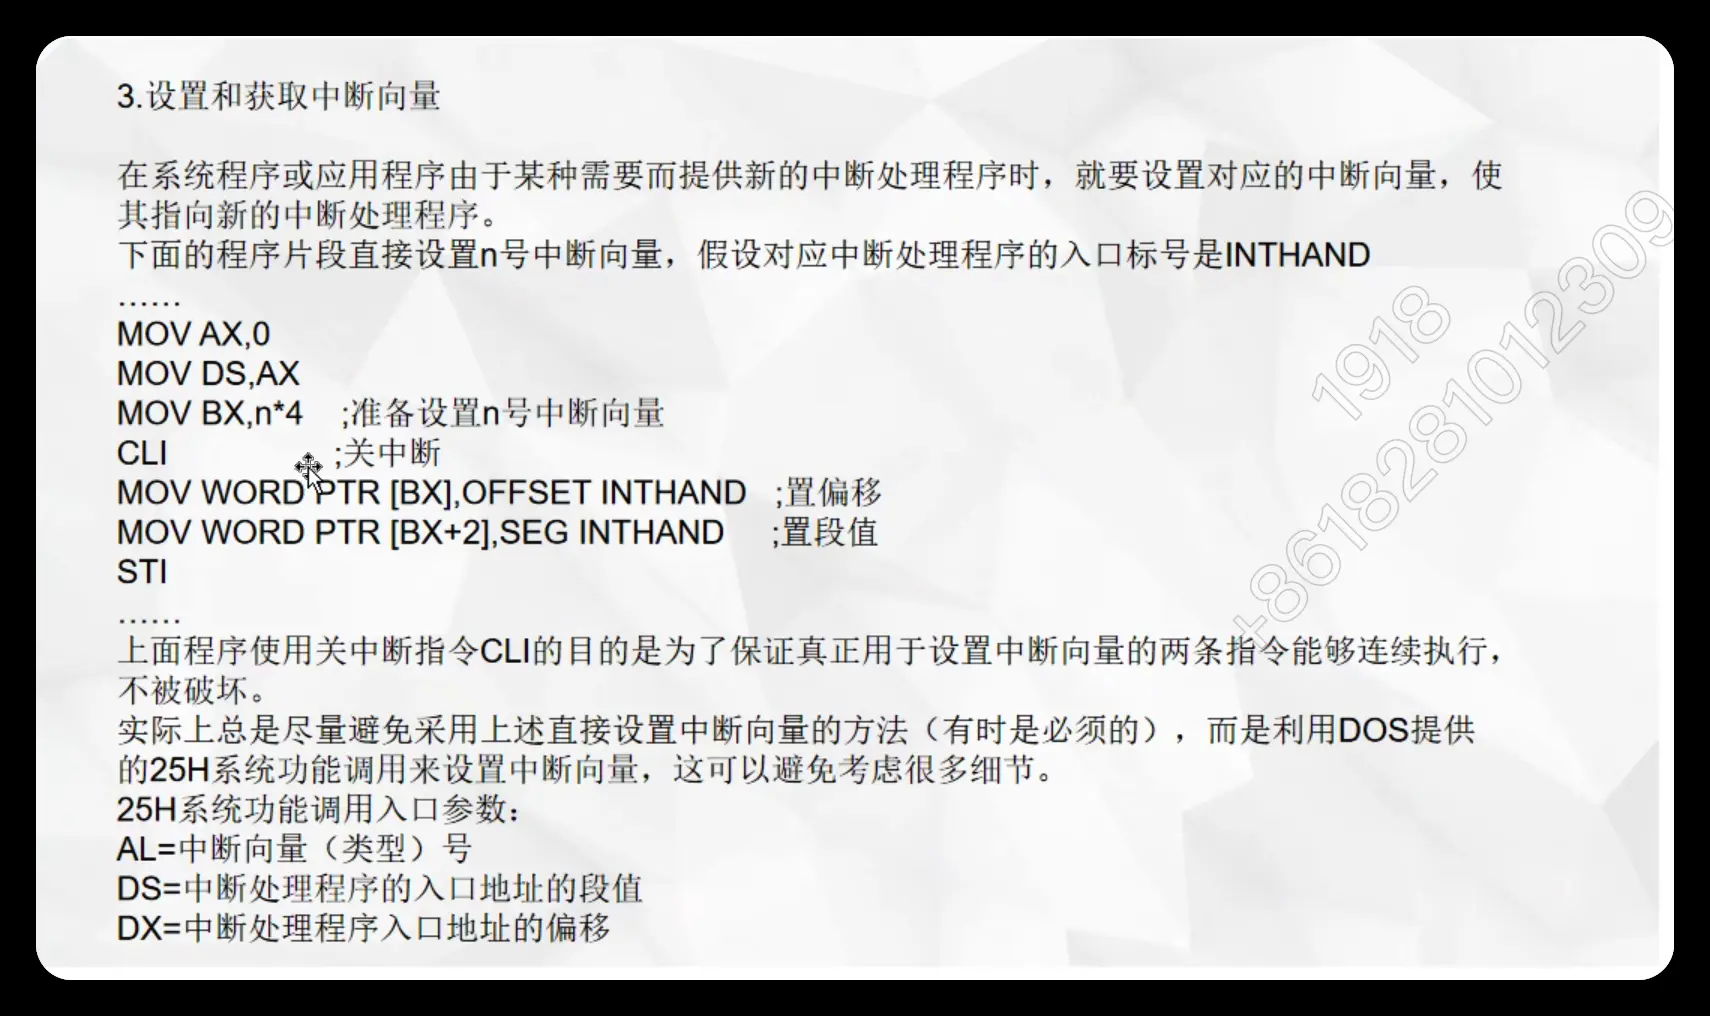 3.设置和获取中断向量
在系统程序或应用程序由于某种需要而提供新的中断处理程序时，就要设置对应的中断向量，使
其指向新的中断处理程序。
下面的程序片段直接设置n号中断向量，假设对应中断处理程序的入口标号是INTHAND
……
MOV AX,0
MOV DS,AX
MOV BX,n*4 ;准备设置n号中断向量
CLI ;关中断
MOV WORD PTR [BX],OFFSET INTHAND ;置偏移
MOV WORD PTR [BX+2],SEG INTHAND ;置段值
STI
……
上面程序使用关中断指令CLI的目的是为了保证真正用于设置中断向量的两条指令能够连续执行，
不被破坏。
实际上总是尽量避免采用上述直接设置中断向量的方法（有时是必须的），而是利用DOS提供
的25H系统功能调用来设置中断向量，这可以避免考虑很多细节。
25H系统功能调用入口参数：
AL=中断向量（类型）号
DS=中断处理程序的入口地址的段值
DX=中断处理程序入口地址的偏移
1918
+8618281012309